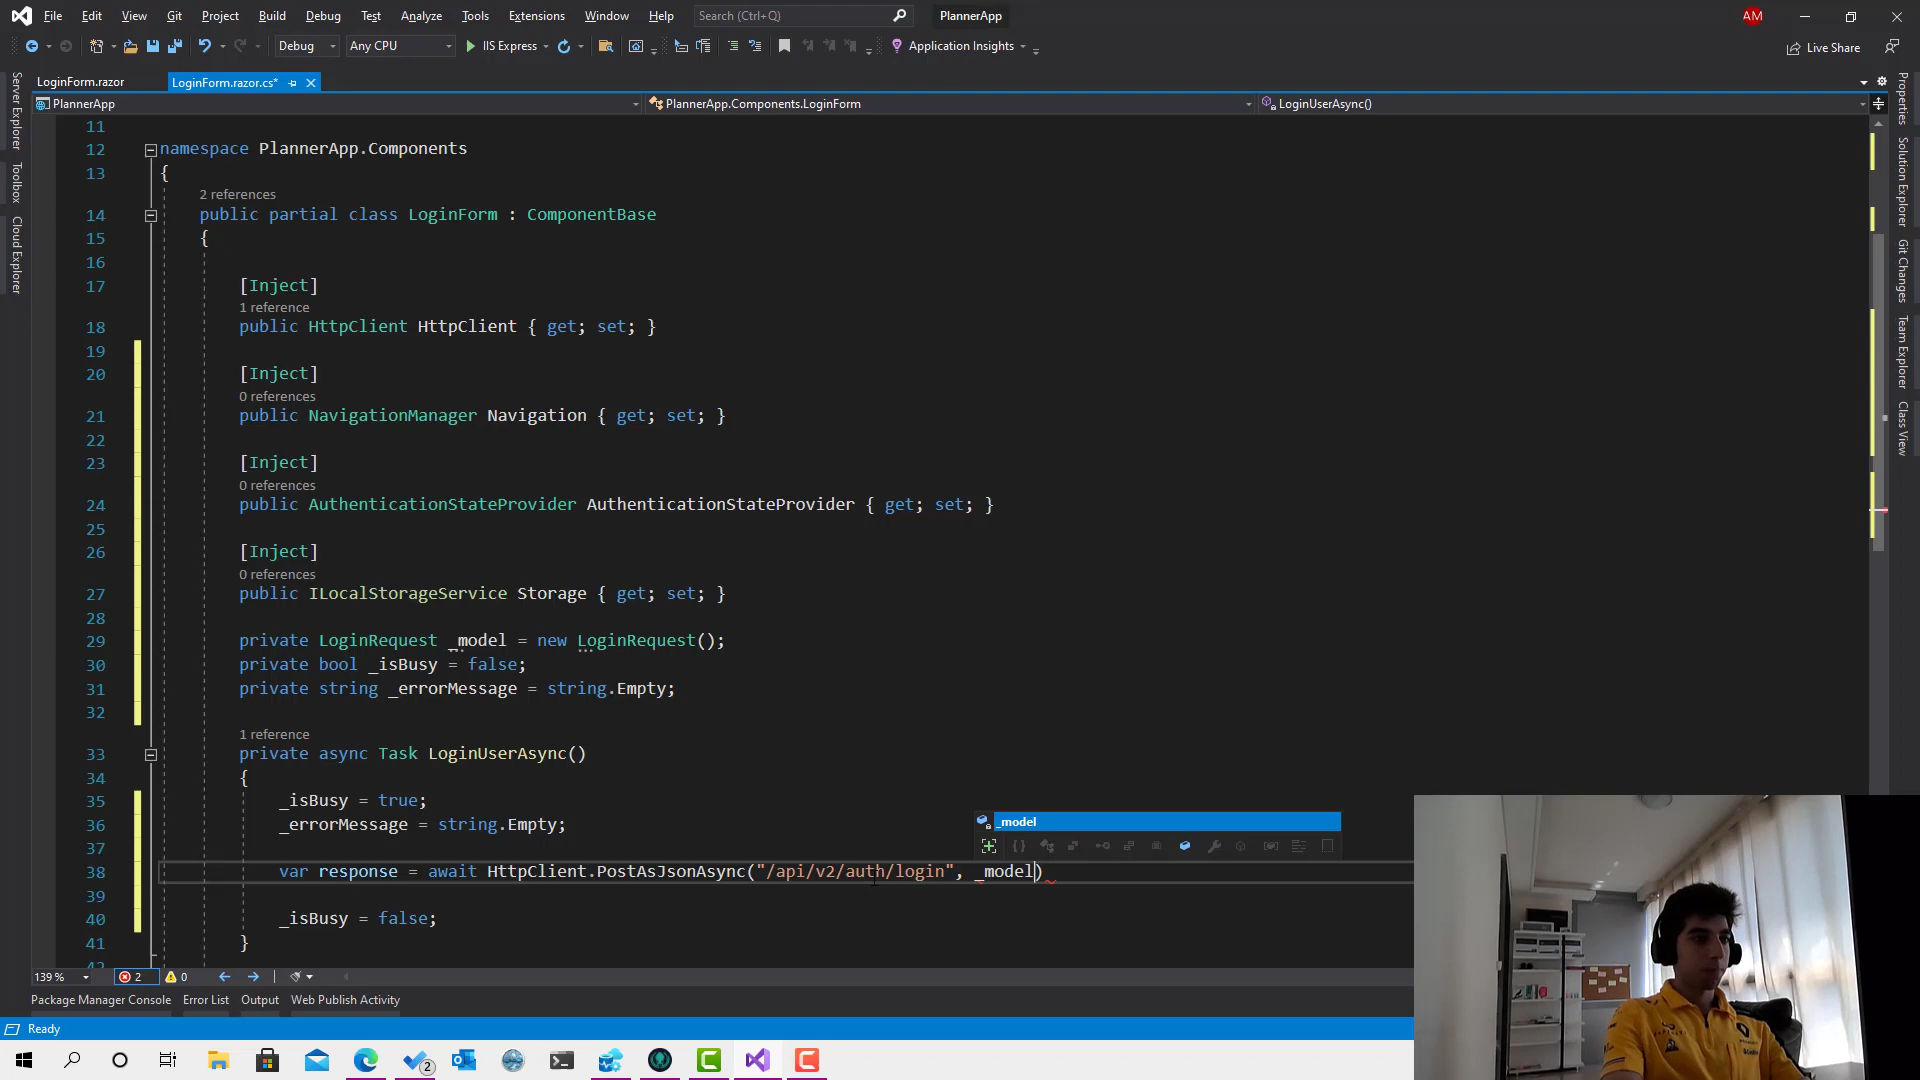 File Edit View Git Project Build Debug Test Analyze Tools Extensions Window Help Search (Ctrl+Q) PlannerApp AM
Debug Any CPU IIS Express Application Insights Live Share
LoginForm.razor LoginForm.razor.cs*
PlannerApp PlannerApp.Components.LoginForm LoginUserAsync()
Server Explorer
Toolbox
Cloud Explorer
Properties
Solution Explorer
Git Changes
Team Explorer
Class View
11
12 namespace PlannerApp.Components
13 {
2 references
14 public partial class LoginForm : ComponentBase
15 {
16
17 [Inject]
1 reference
18 public HttpClient HttpClient { get; set; }
19
20 [Inject]
0 references
21 public NavigationManager Navigation { get; set; }
22
23 [Inject]
0 references
24 public AuthenticationStateProvider AuthenticationStateProvider { get; set; }
25
26 [Inject]
0 references
27 public ILocalStorageService Storage { get; set; }
28
29 private LoginRequest _model = new LoginRequest();
30 private bool _isBusy = false;
31 private string _errorMessage = string.Empty;
32
1 reference
33 private async Task LoginUserAsync()
34 {
35 _isBusy = true;
36 _errorMessage = string.Empty;
_model
37
38 var response = await HttpClient.PostAsJsonAsync("/api/v2/auth/login", _model)
39
40 _isBusy = false;
41 }
42
139 % 2 0
Package Manager Console Error List Output Web Publish Activity
Ready
2